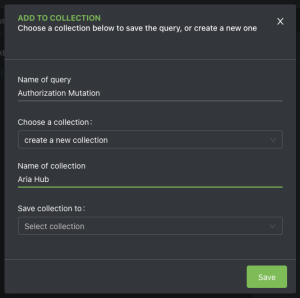 ADD TO COLLECTION
Choose a collection below to save the query, or create a new one
X
Name of query
Authorization Mutation
Choose a collection:
create a new collection
Name of collection
Aria Hub
Save collection to:
Select collection
Save